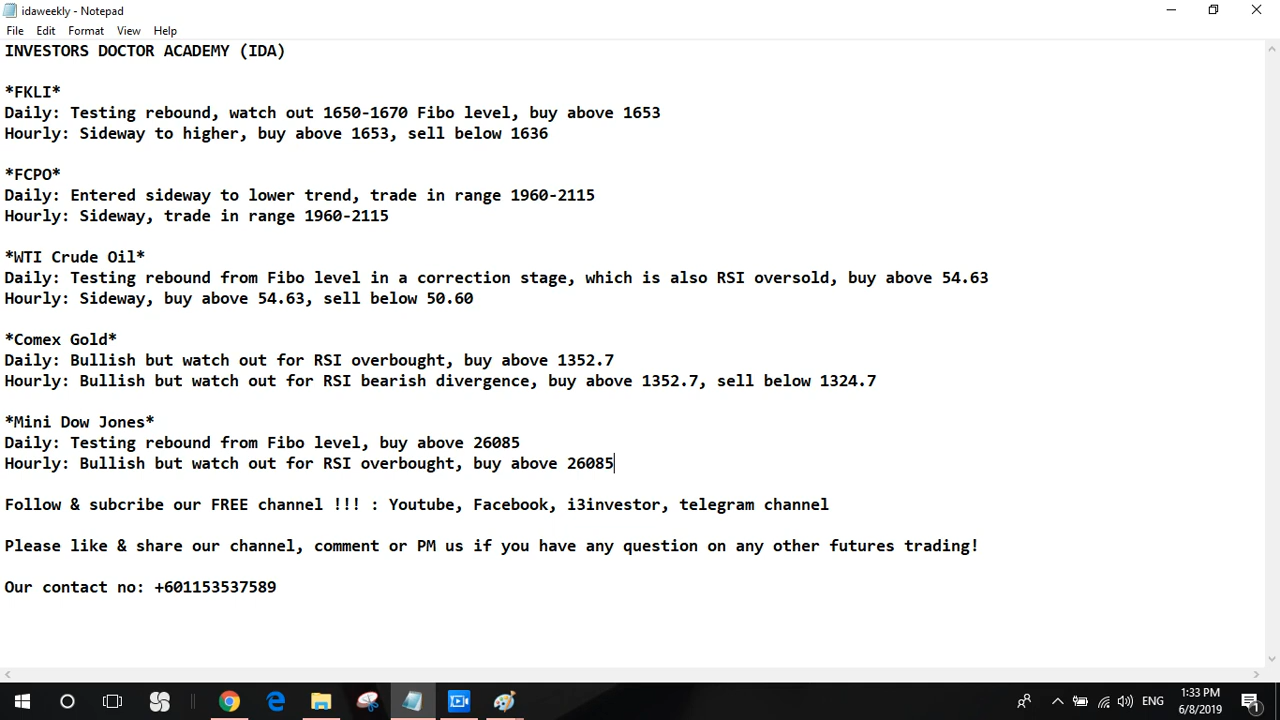 idaweekly - Notepad
File Edit Format View Help
INVESTORS DOCTOR ACADEMY (IDA)
*FKLI*
Daily: Testing rebound, watch out 1650-1670 Fibo level, buy above 1653
Hourly: Sideway to higher, buy above 1653, sell below 1636
*FCPO*
Daily: Entered sideway to lower trend, trade in range 1960-2115
Hourly: Sideway, trade in range 1960-2115
*WTI Crude Oil*
Daily: Testing rebound from Fibo level in a correction stage, which is also RSI oversold, buy above 54.63
Hourly: Sideway, buy above 54.63, sell below 50.60
*Comex Gold*
Daily: Bullish but watch out for RSI overbought, buy above 1352.7
Hourly: Bullish but watch out for RSI bearish divergence, buy above 1352.7, sell below 1324.7
*Mini Dow Jones*
Daily: Testing rebound from Fibo level, buy above 26085
Hourly: Bullish but watch out for RSI overbought, buy above 26085
Follow & subcribe our FREE channel !!! : Youtube, Facebook, i3investor, telegram channel
Please like & share our channel, comment or PM us if you have any question on any other futures trading!
Our contact no: +601153537589
ENG
1:33 PM
6/8/2019
1